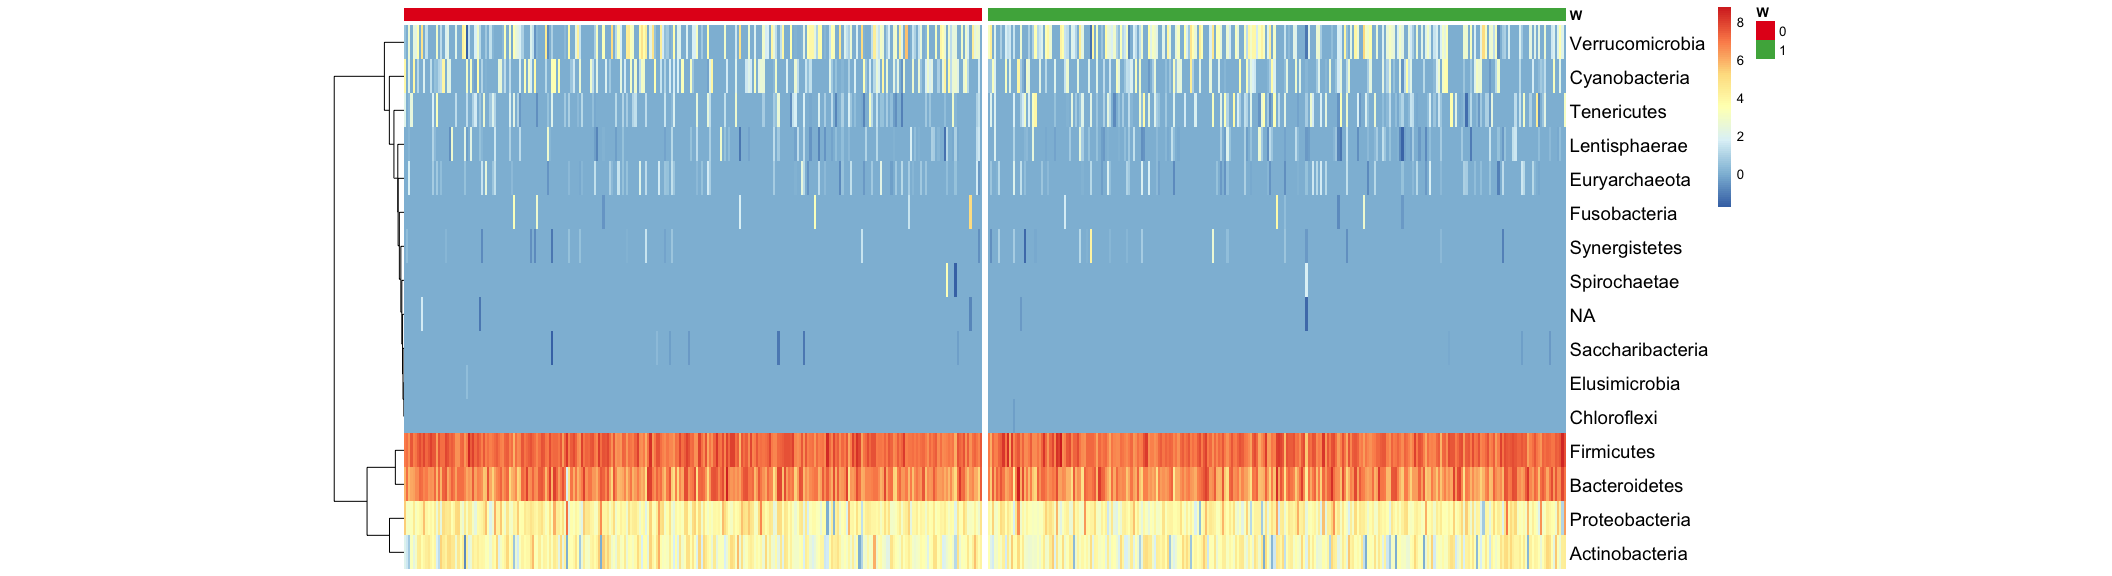 W
Verrucomicrobia
Cyanobacteria
Tenericutes
Lentisphaerae
Euryarchaeota
Fusobacteria
Synergistetes
Spirochaetae
NA
Saccharibacteria
Elusimicrobia
Chloroflexi
Firmicutes
Bacteroidetes
Proteobacteria
Actinobacteria
8
6
4
2
0
W
0
1